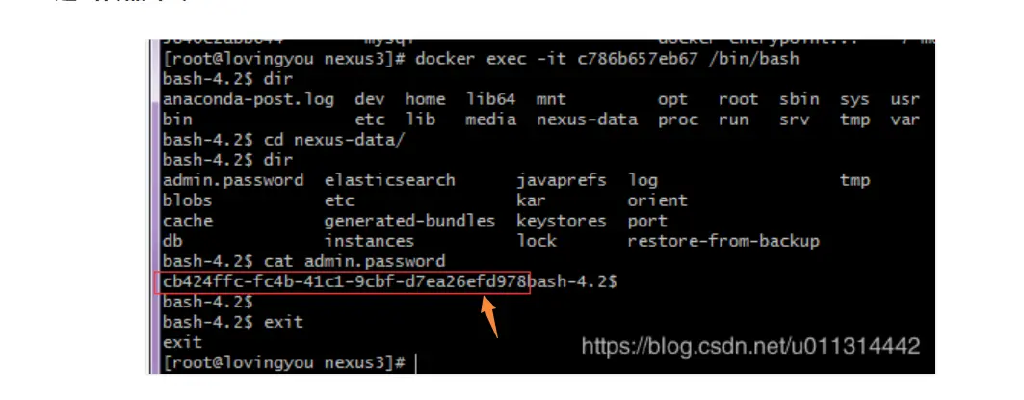 [root@lovingyou nexus3]# docker exec -it c786b657eb67 /bin/bash
bash-4.2$ dir
anaconda-post.log dev home lib64 mnt opt root sbin sys usr
bin etc lib media nexus-data proc run srv tmp var
bash-4.2$ cd nexus-data/
bash-4.2$ dir
admin.password elasticsearch javaprefs log tmp
blobs etc kar orient
cache generated-bundles keystores port
db instances lock restore-from-backup
bash-4.2$ cat admin.password
cb424ffc-fc4b-41c1-9cbf-d7ea26efd978bash-4.2$
bash-4.2$
bash-4.2$ exit
exit
[root@lovingyou nexus3]#
https://blog.csdn.net/u011314442